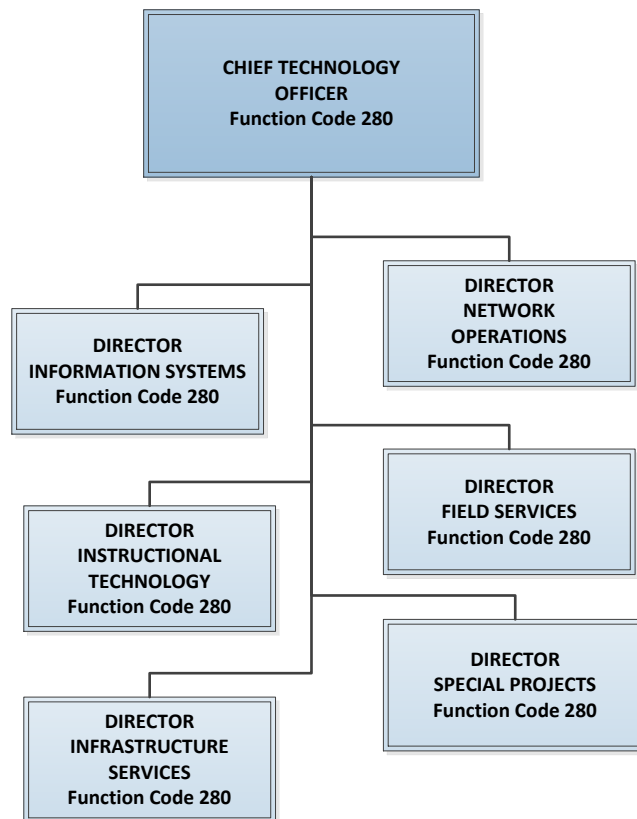 CHIEF TECHNOLOGY
OFFICER
Function Code 280
DIRECTOR
NETWORK
OPERATIONS
Function Code 280
DIRECTOR
INFORMATION SYSTEMS
Function Code 280
DIRECTOR
FIELD SERVICES
Function Code 280
DIRECTOR
INSTRUCTIONAL
TECHNOLOGY
Function Code 280
DIRECTOR
SPECIAL PROJECTS
Function Code 280
DIRECTOR
INFRASTRUCTURE
SERVICES
Function Code 280